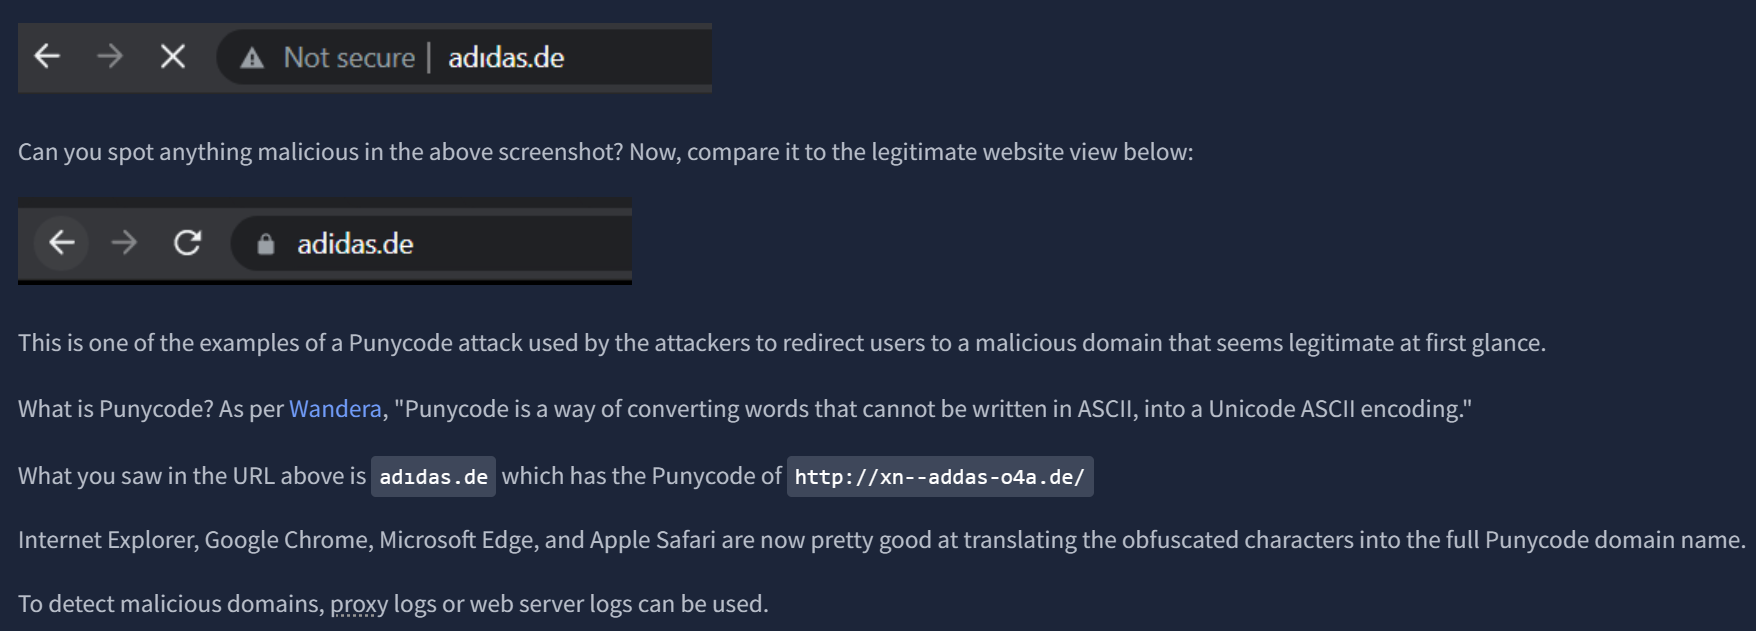 Not secure | adıdas.de
Can you spot anything malicious in the above screenshot? Now, compare it to the legitimate website view below:
adidas.de
This is one of the examples of a Punycode attack used by the attackers to redirect users to a malicious domain that seems legitimate at first glance.
What is Punycode? As per Wandera, "Punycode is a way of converting words that cannot be written in ASCII, into a Unicode ASCII encoding."
What you saw in the URL above is adıdas.de which has the Punycode of http://xn--addas-o4a.de/
Internet Explorer, Google Chrome, Microsoft Edge, and Apple Safari are now pretty good at translating the obfuscated characters into the full Punycode domain name.
To detect malicious domains, proxy logs or web server logs can be used.